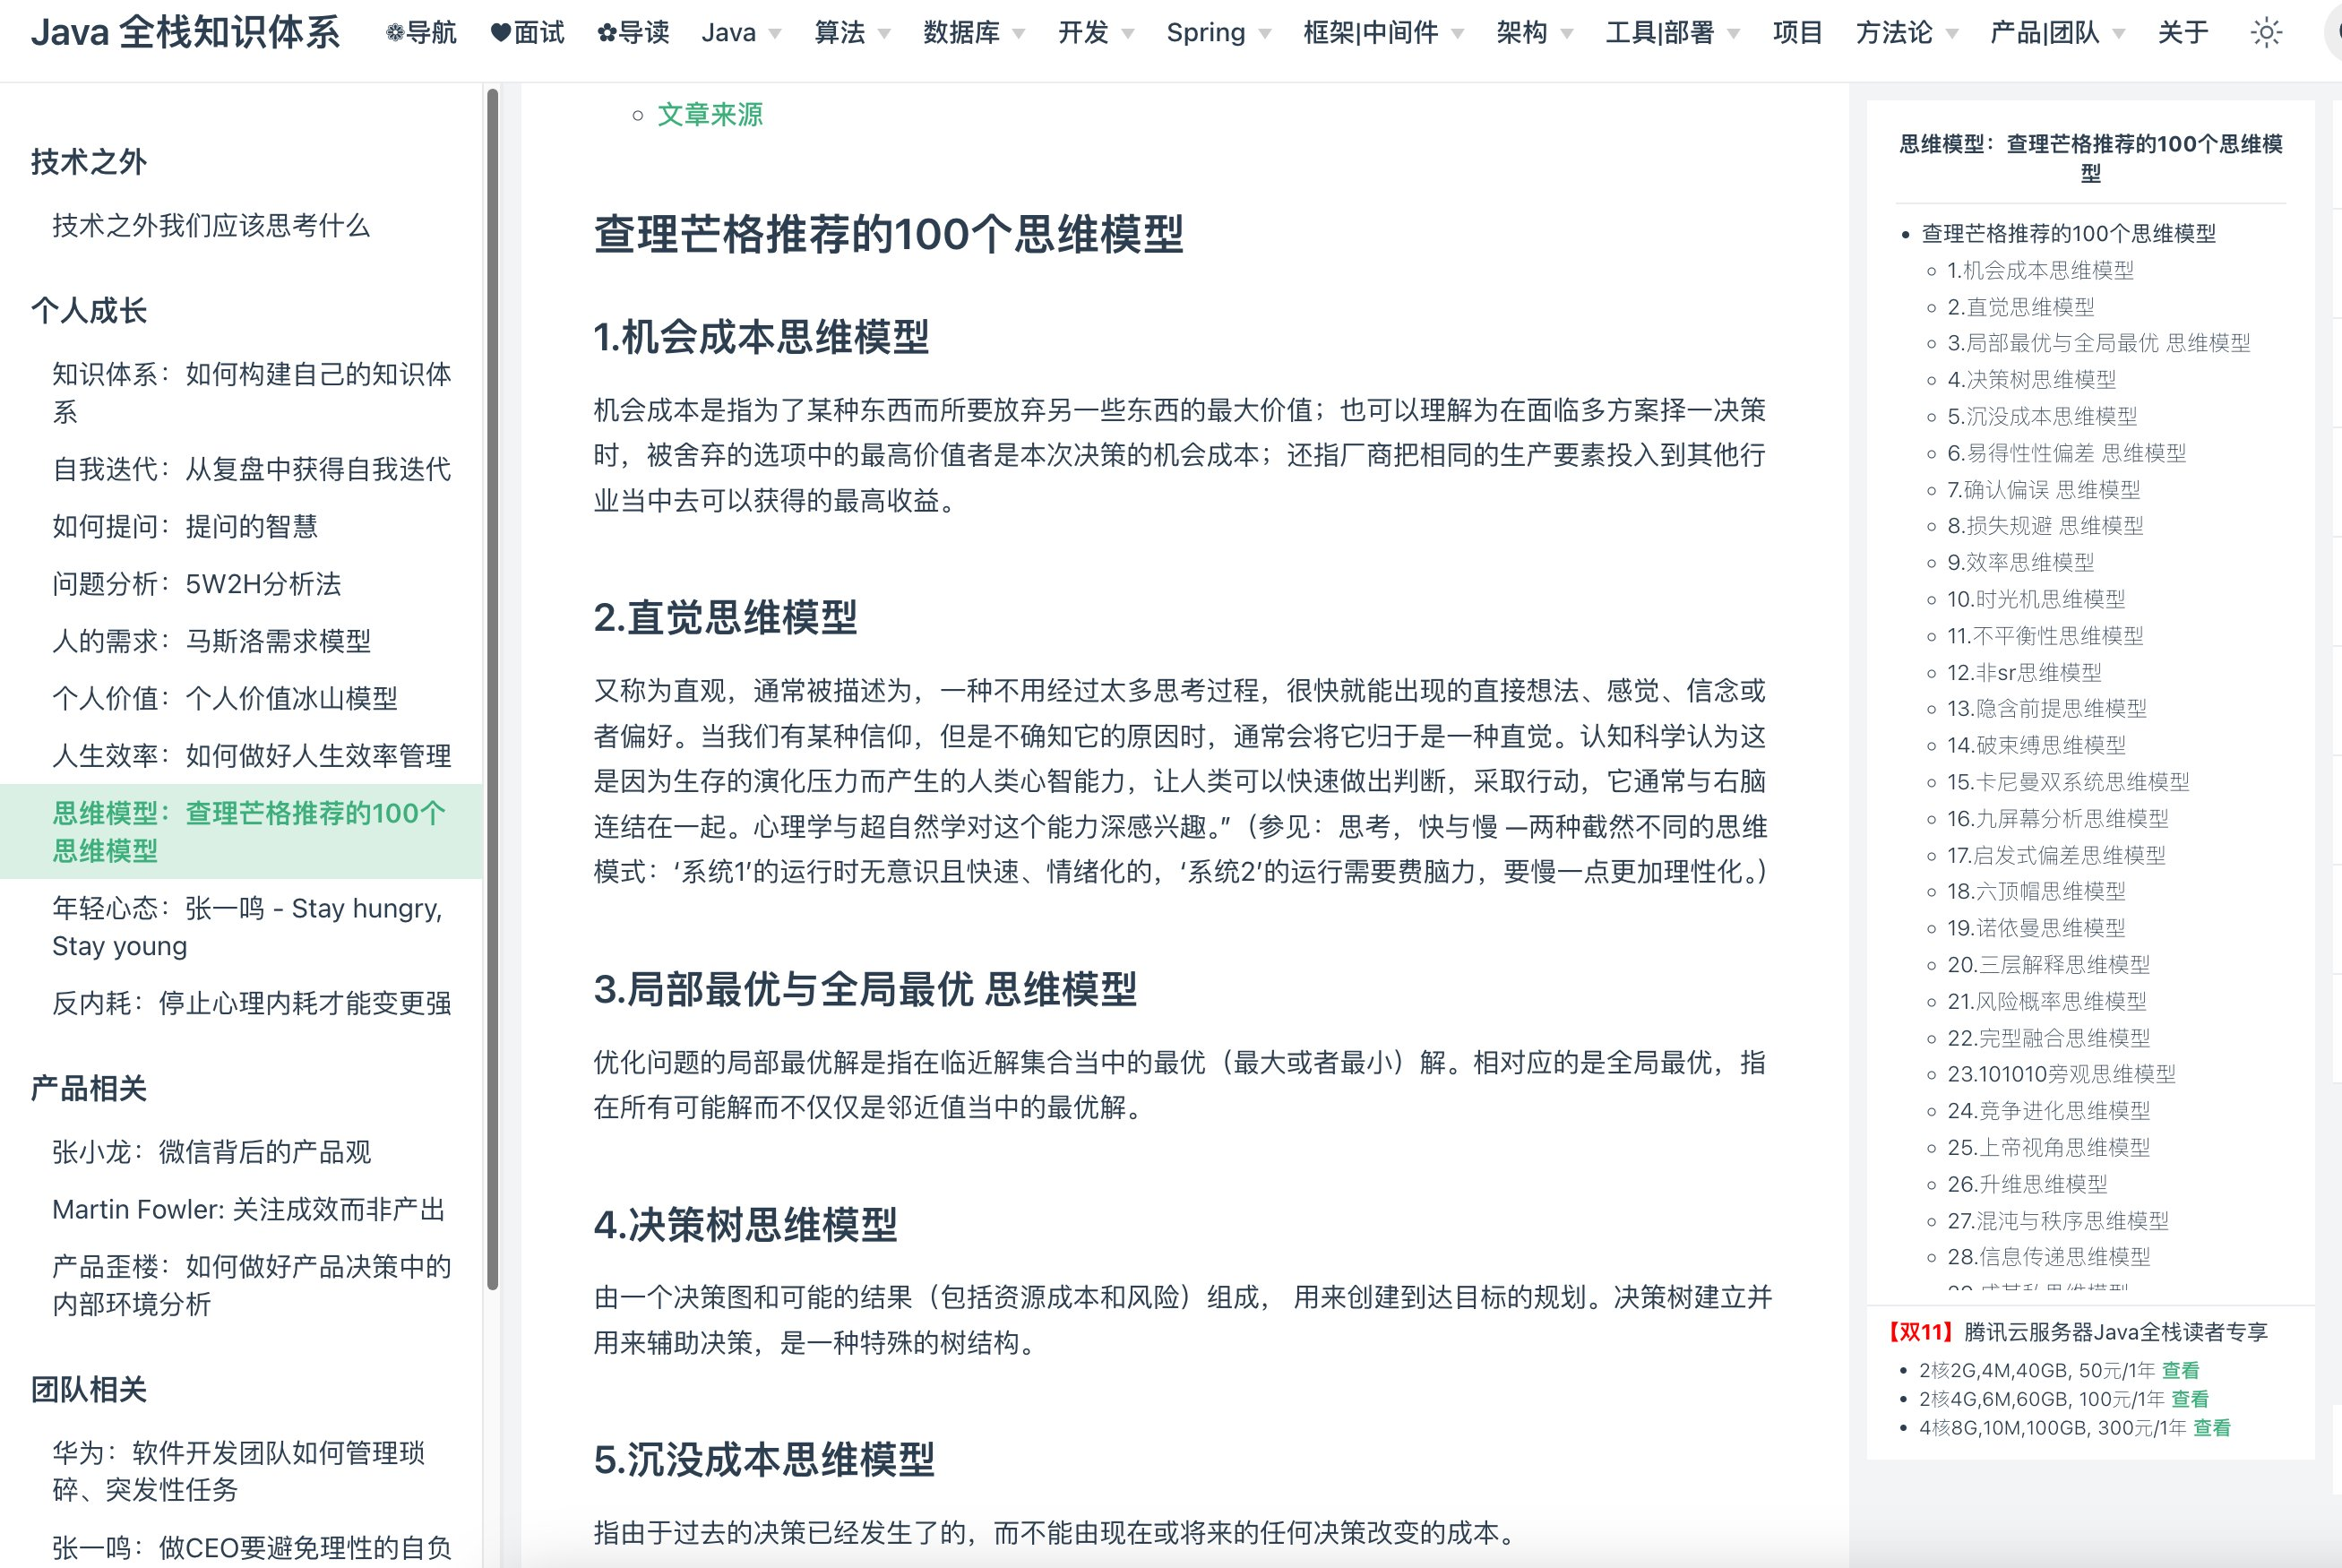 Java 全栈知识体系
❁导航 ♥面试 ✿导读 Java 算法 数据库 开发 Spring 框架|中间件 架构 工具|部署 项目 方法论 产品|团队 关于
技术之外
技术之外我们应该思考什么
个人成长
知识体系：如何构建自己的知识体
系
自我迭代：从复盘中获得自我迭代
如何提问：提问的智慧
问题分析：5W2H分析法
人的需求：马斯洛需求模型
个人价值：个人价值冰山模型
人生效率：如何做好人生效率管理
思维模型：查理芒格推荐的100个
思维模型
年轻心态：张一鸣 - Stay hungry,
Stay young
反内耗：停止心理内耗才能变更强
产品相关
张小龙：微信背后的产品观
Martin Fowler: 关注成效而非产出
产品歪楼：如何做好产品决策中的
内部环境分析
团队相关
华为：软件开发团队如何管理琐
碎、突发性任务
张一鸣：做CEO要避免理性的自负
文章来源
查理芒格推荐的100个思维模型
1.机会成本思维模型
机会成本是指为了某种东西而所要放弃另一些东西的最大价值；也可以理解为在面临多方案择一决策
时，被舍弃的选项中的最高价值者是本次决策的机会成本；还指厂商把相同的生产要素投入到其他行
业当中去可以获得的最高收益。
2.直觉思维模型
又称为直观，通常被描述为，一种不用经过太多思考过程，很快就能出现的直接想法、感觉、信念或
者偏好。当我们有某种信仰，但是不确知它的原因时，通常会将它归于是一种直觉。认知科学认为这
是因为生存的演化压力而产生的人类心智能力，让人类可以快速做出判断，采取行动，它通常与右脑
连结在一起。心理学与超自然学对这个能力深感兴趣。”（参见：思考，快与慢 —两种截然不同的思维
模式：‘系统1’的运行时无意识且快速、情绪化的，‘系统2’的运行需要费脑力，要慢一点更加理性化。）
3.局部最优与全局最优 思维模型
优化问题的局部最优解是指在临近解集合当中的最优（最大或者最小）解。相对应的是全局最优，指
在所有可能解而不仅仅是邻近值当中的最优解。
4.决策树思维模型
由一个决策图和可能的结果（包括资源成本和风险）组成， 用来创建到达目标的规划。决策树建立并
用来辅助决策，是一种特殊的树结构。
5.沉没成本思维模型
指由于过去的决策已经发生了的，而不能由现在或将来的任何决策改变的成本。
思维模型：查理芒格推荐的100个思维模
型
查理芒格推荐的100个思维模型
1.机会成本思维模型
2.直觉思维模型
3.局部最优与全局最优 思维模型
4.决策树思维模型
5.沉没成本思维模型
6.易得性性偏差 思维模型
7.确认偏误 思维模型
8.损失规避 思维模型
9.效率思维模型
10.时光机思维模型
11.不平衡性思维模型
12.非sr思维模型
13.隐含前提思维模型
14.破束缚思维模型
15.卡尼曼双系统思维模型
16.九屏幕分析思维模型
17.启发式偏差思维模型
18.六顶帽思维模型
19.诺依曼思维模型
20.三层解释思维模型
21.风险概率思维模型
22.完型融合思维模型
23.101010旁观思维模型
24.竞争进化思维模型
25.上帝视角思维模型
26.升维思维模型
27.混沌与秩序思维模型
28.信息传递思维模型
【双11】腾讯云服务器Java全栈读者专享
2核2G,4M,40GB, 50元/1年 查看
2核4G,6M,60GB, 100元/1年 查看
4核8G,10M,100GB, 300元/1年 查看